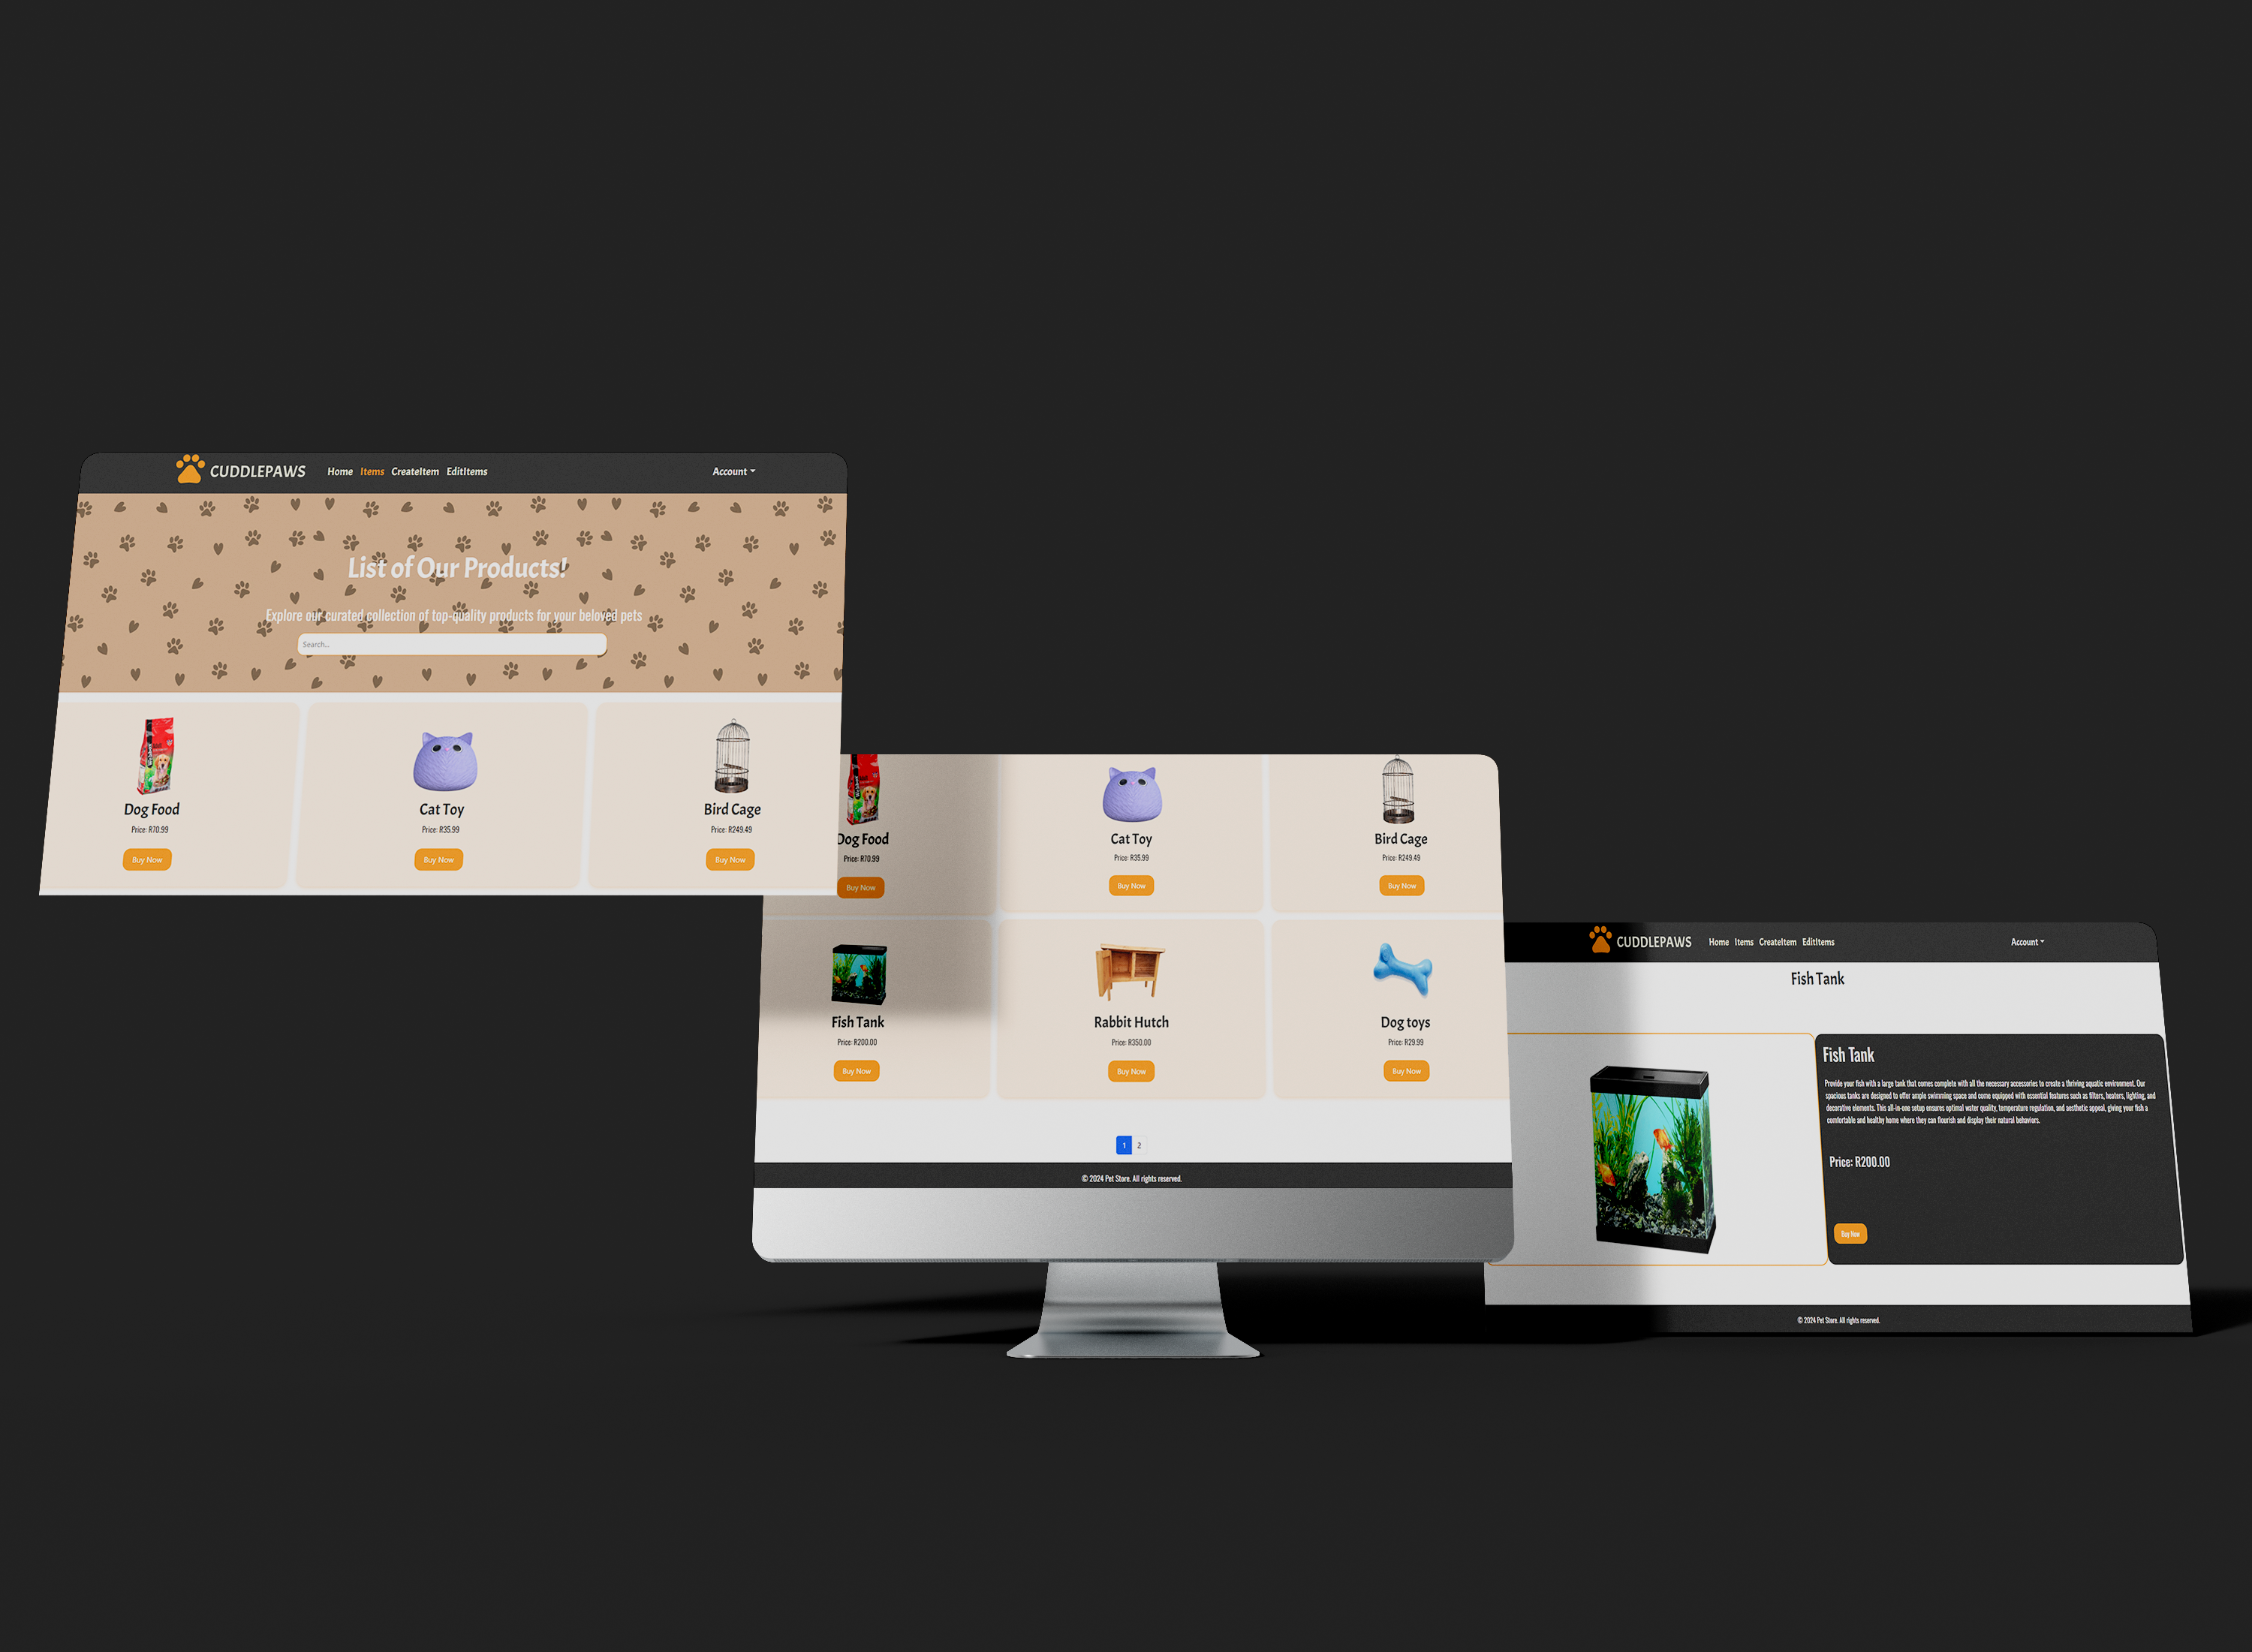 CUDDLEPAWS Home Items CreateItem EditItems Account
List of Our Products!
Explore our curated collection of top-quality products for your beloved pets
Search...
Dog Food Cat Toy Bird Cage
Price: R70.99 Price: R35.99 Price: R249.49
Buy Now Buy Now Buy Now
Dog Food Cat Toy Bird Cage
Price: R70.99 Price: R35.99 Price: R249.49
Buy Now Buy Now Buy Now
Fish Tank Rabbit Hutch Dog toys
Price: R200.00 Price: R350.00 Price: R29.99
Buy Now Buy Now Buy Now
1 2
© 2024 Pet Store. All rights reserved.
CUDDLEPAWS Home Items CreateItem EditItems Account
Fish Tank
Fish Tank
Provide your fish with a large tank that comes complete with all the necessary accessories to create a thriving aquatic environment. Our
spacious tanks are designed to offer ample swimming space and come equipped with essential features such as filters, heaters, lighting, and
decorative elements. This all-in-one setup ensures optimal water quality, temperature regulation, and aesthetic appeal, giving your fish a
comfortable and healthy home where they can flourish and display their natural behaviors.
Price: R200.00
Buy Now
© 2024 Pet Store. All rights reserved.